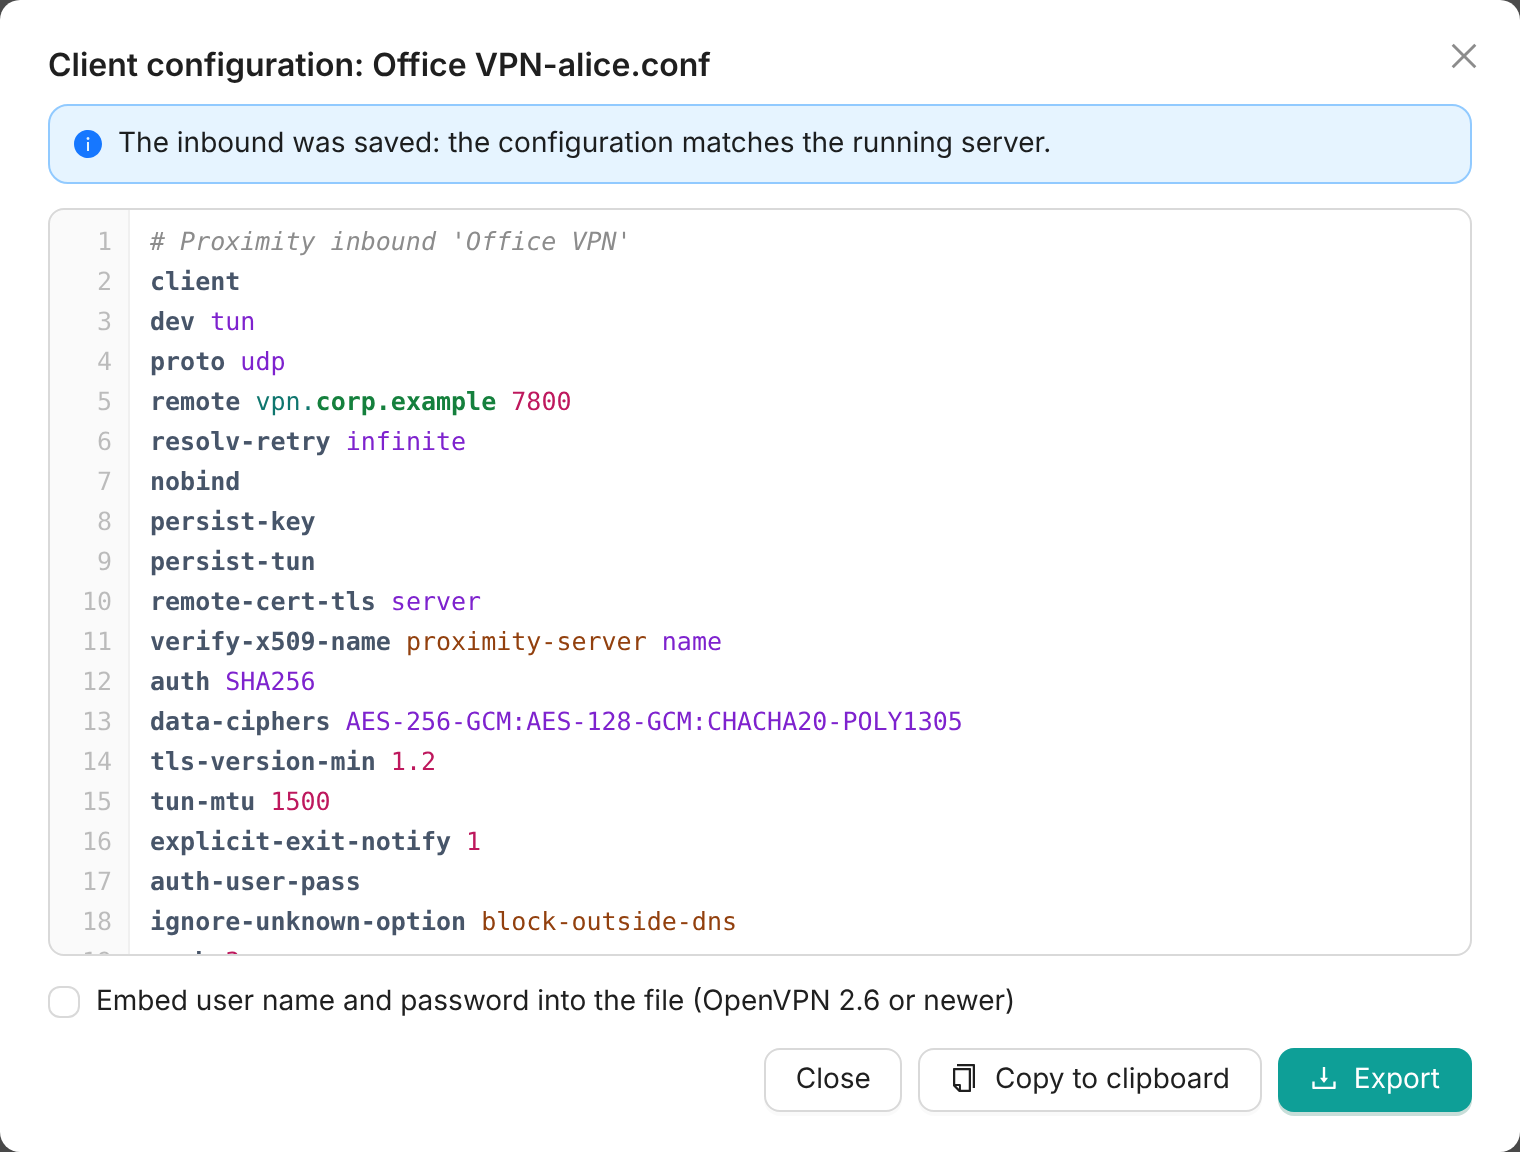 Client configuration: Office VPN-alice.conf
The inbound was saved: the configuration matches the running server.
1 # Proximity inbound 'Office VPN'
2 client
3 dev tun
4 proto udp
5 remote vpn.corp.example 7800
6 resolv-retry infinite
7 nobind
8 persist-key
9 persist-tun
10 remote-cert-tls server
11 verify-x509-name proximity-server name
12 auth SHA256
13 data-ciphers AES-256-GCM:AES-128-GCM:CHACHA20-POLY1305
14 tls-version-min 1.2
15 tun-mtu 1500
16 explicit-exit-notify 1
17 auth-user-pass
18 ignore-unknown-option block-outside-dns
Embed user name and password into the file (OpenVPN 2.6 or newer)
Close
Copy to clipboard
Export